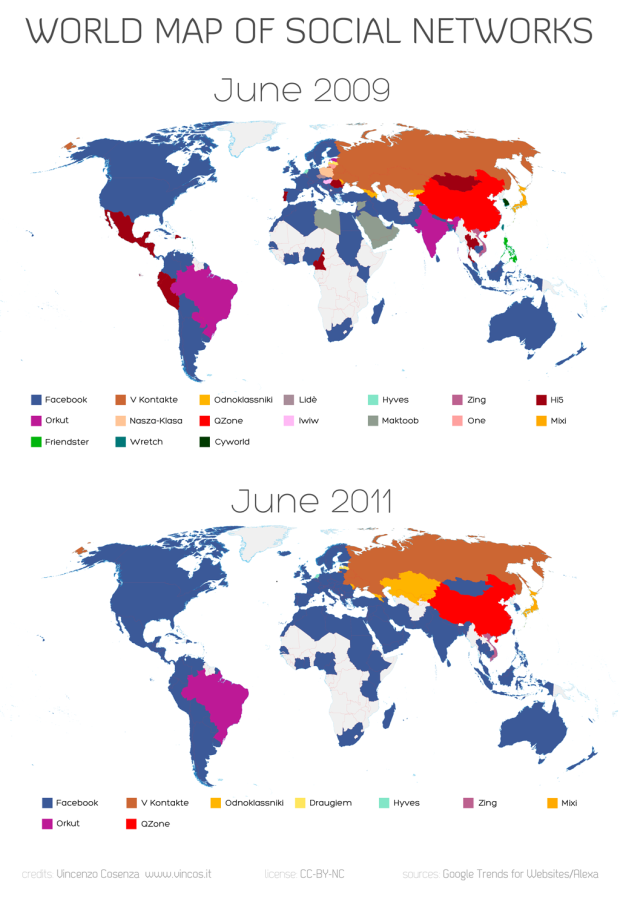 WORLD MAP OF SOCIAL NETWORKS
June 2009
Facebook V Kontakte Odnoklassniki Lidé Hyves Zing Hi5
Orkut Nasza-Klasa QZone Iwiw Maktoob One Mixi
Friendster Wretch Cyworld
June 2011
Facebook V Kontakte Odnoklassniki Draugiem Hyves Zing Mixi
Orkut QZone
credits: Vincenzo Cosenza www.vincos.it license: CC-BY-NC sources: Google Trends for Websites/Alexa